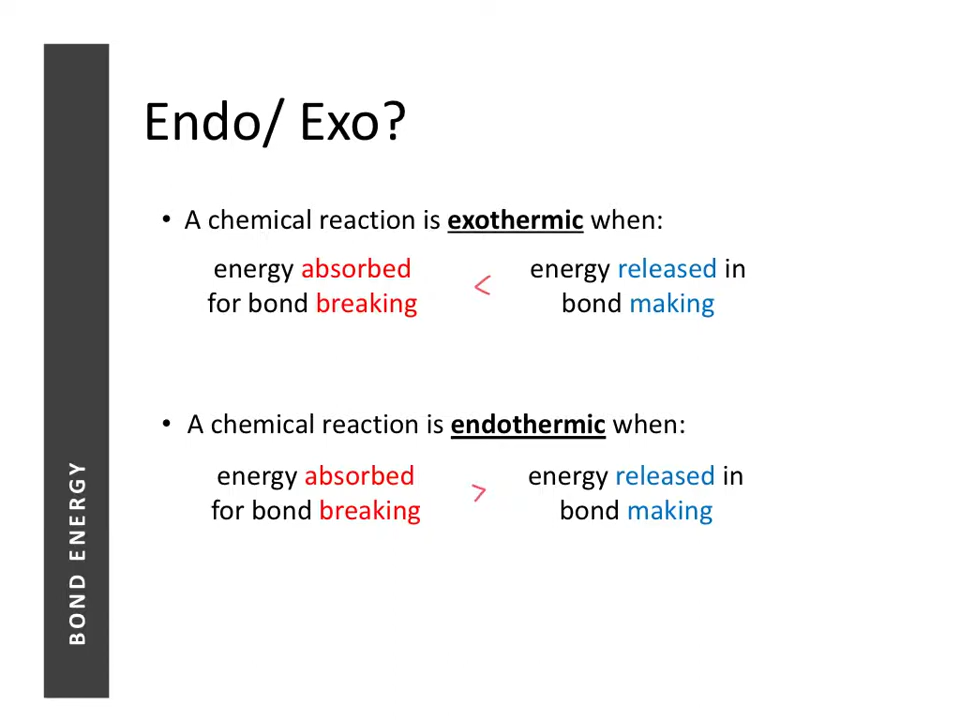 Endo/ Exo?
• A chemical reaction is exothermic when:
energy absorbed < energy released in
for bond breaking bond making
• A chemical reaction is endothermic when:
energy absorbed > energy released in
for bond breaking bond making
BOND ENERGY